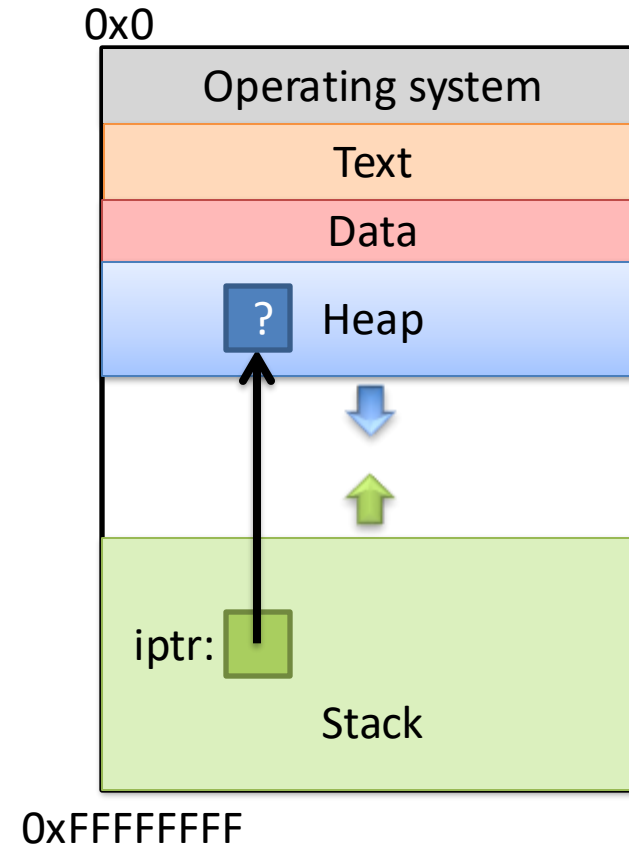 0x0
Operating system
Text
Data
? Heap
iptr:
Stack
0xFFFFFFFF